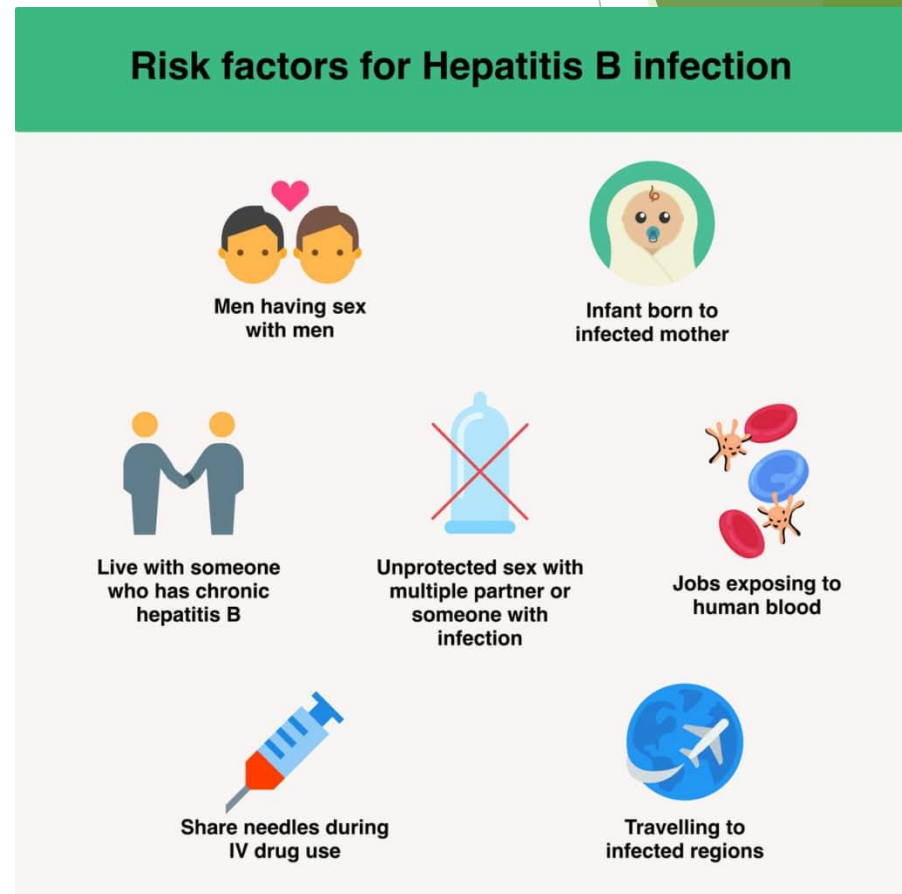 Risk factors for Hepatitis B infection
Men having sex
with men
Infant born to
infected mother
Live with someone
who has chronic
hepatitis B
Unprotected sex with
multiple partner or
someone with
infection
Jobs exposing to
human blood
Share needles during
IV drug use
Travelling to
infected regions